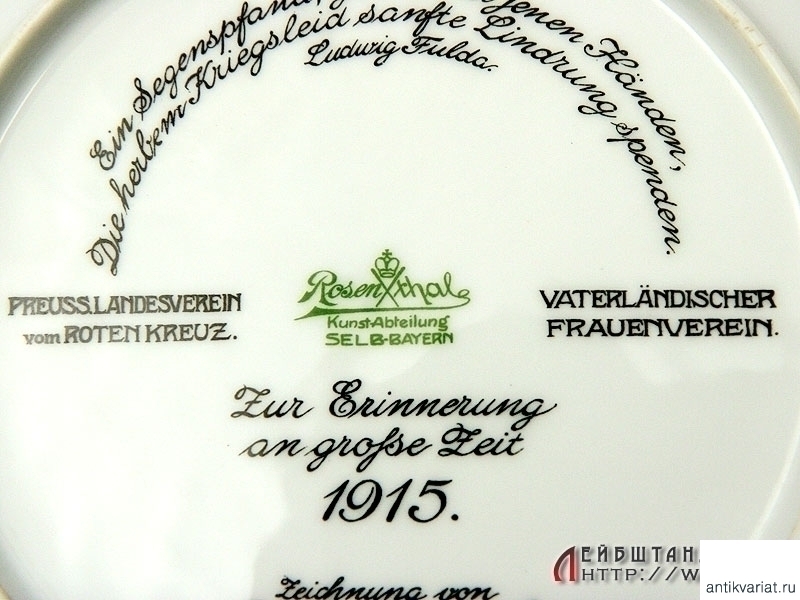 Ein Segenspfand, jenen Händen,
Die herbem Kriegsleid sanfte Lindrung spenden.
Ludwig Fulda.
PREUSS.LANDESVEREIN
vom ROTEN KREUZ.
Rosenthal
Kunst-Abteilung
SELB-BAYERN
VATERLÄNDISCHER
FRAUENVEREIN.
Zur Erinnerung
an große Zeit
1915.
Zeichnung von
ЛЕЙБШТАН
HTTP://W
antikvariat.ru